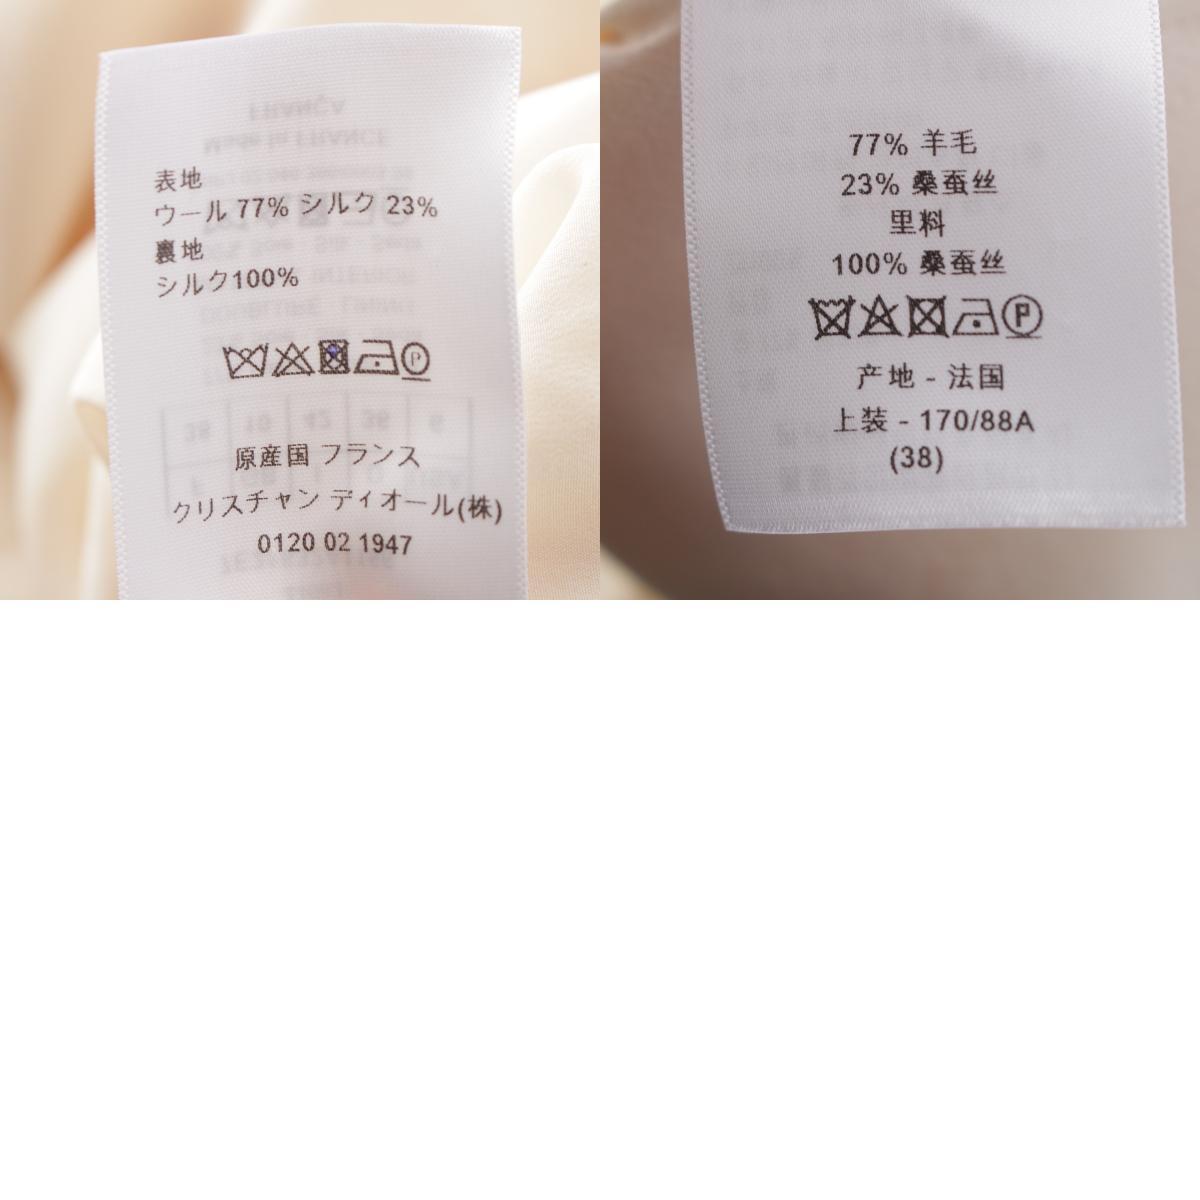 表地
ウール 77% シルク 23%
裏地
シルク100%
P
原産国 フランス
クリスチャン ディオール(株)
0120 02 1947
77% 羊毛
23% 桑蚕丝
里料
100% 桑蚕丝
P
产地 - 法国
上装 - 170/88A
(38)